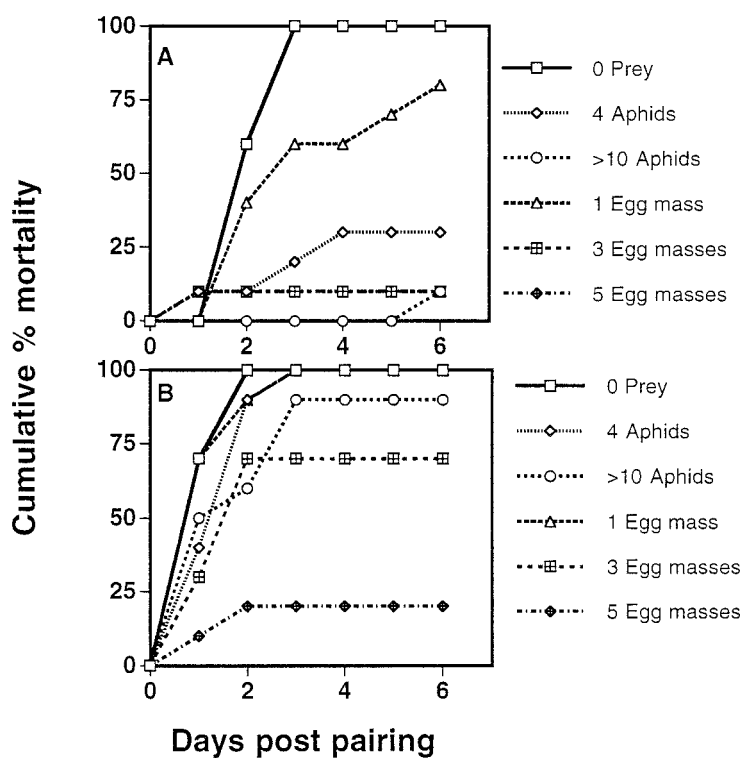 Cumulative % mortality
A
100
75
50
25
0
0 2 4 6
0 Prey
4 Aphids
>10 Aphids
1 Egg mass
3 Egg masses
5 Egg masses
B
100
75
50
25
0
0 2 4 6
0 Prey
4 Aphids
>10 Aphids
1 Egg mass
3 Egg masses
5 Egg masses
Days post pairing